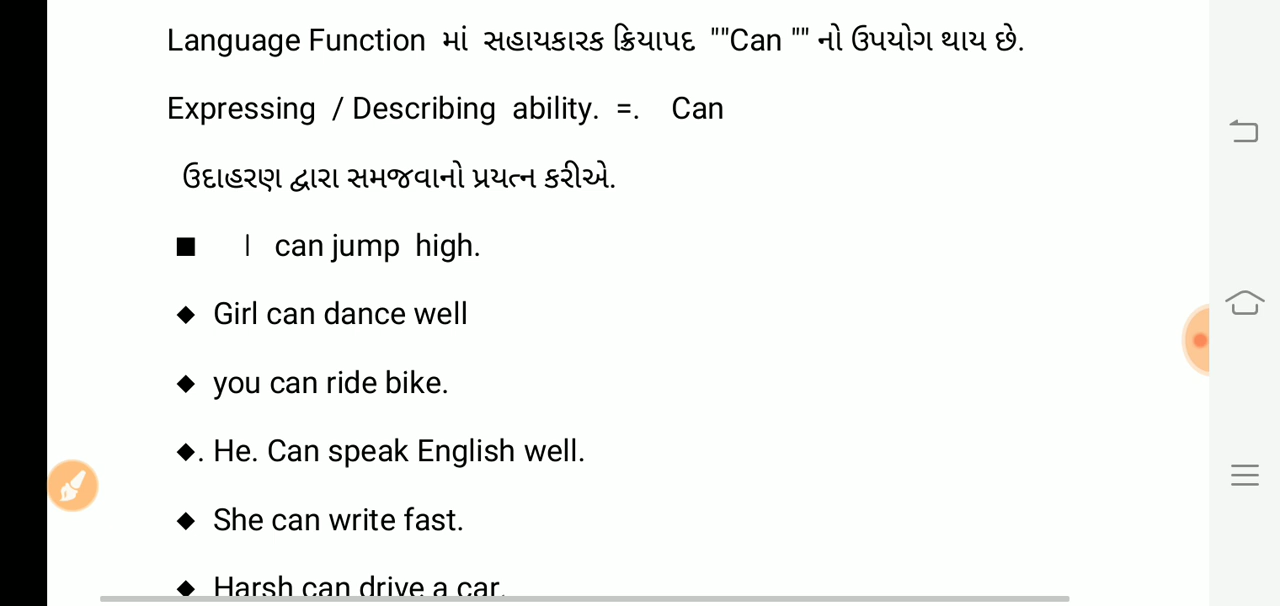 Language Function માં સહાયકારક ક્રિયાપદ ""Can "" નો ઉપયોગ થાય છે.
Expressing / Describing ability. =. Can
ઉદાહરણ દ્વારા સમજવાનો પ્રયત્ન કરીએ.
■ I can jump high.
◆ Girl can dance well
◆ you can ride bike.
◆. He. Can speak English well.
◆ She can write fast.
◆ Harsh can drive a car.